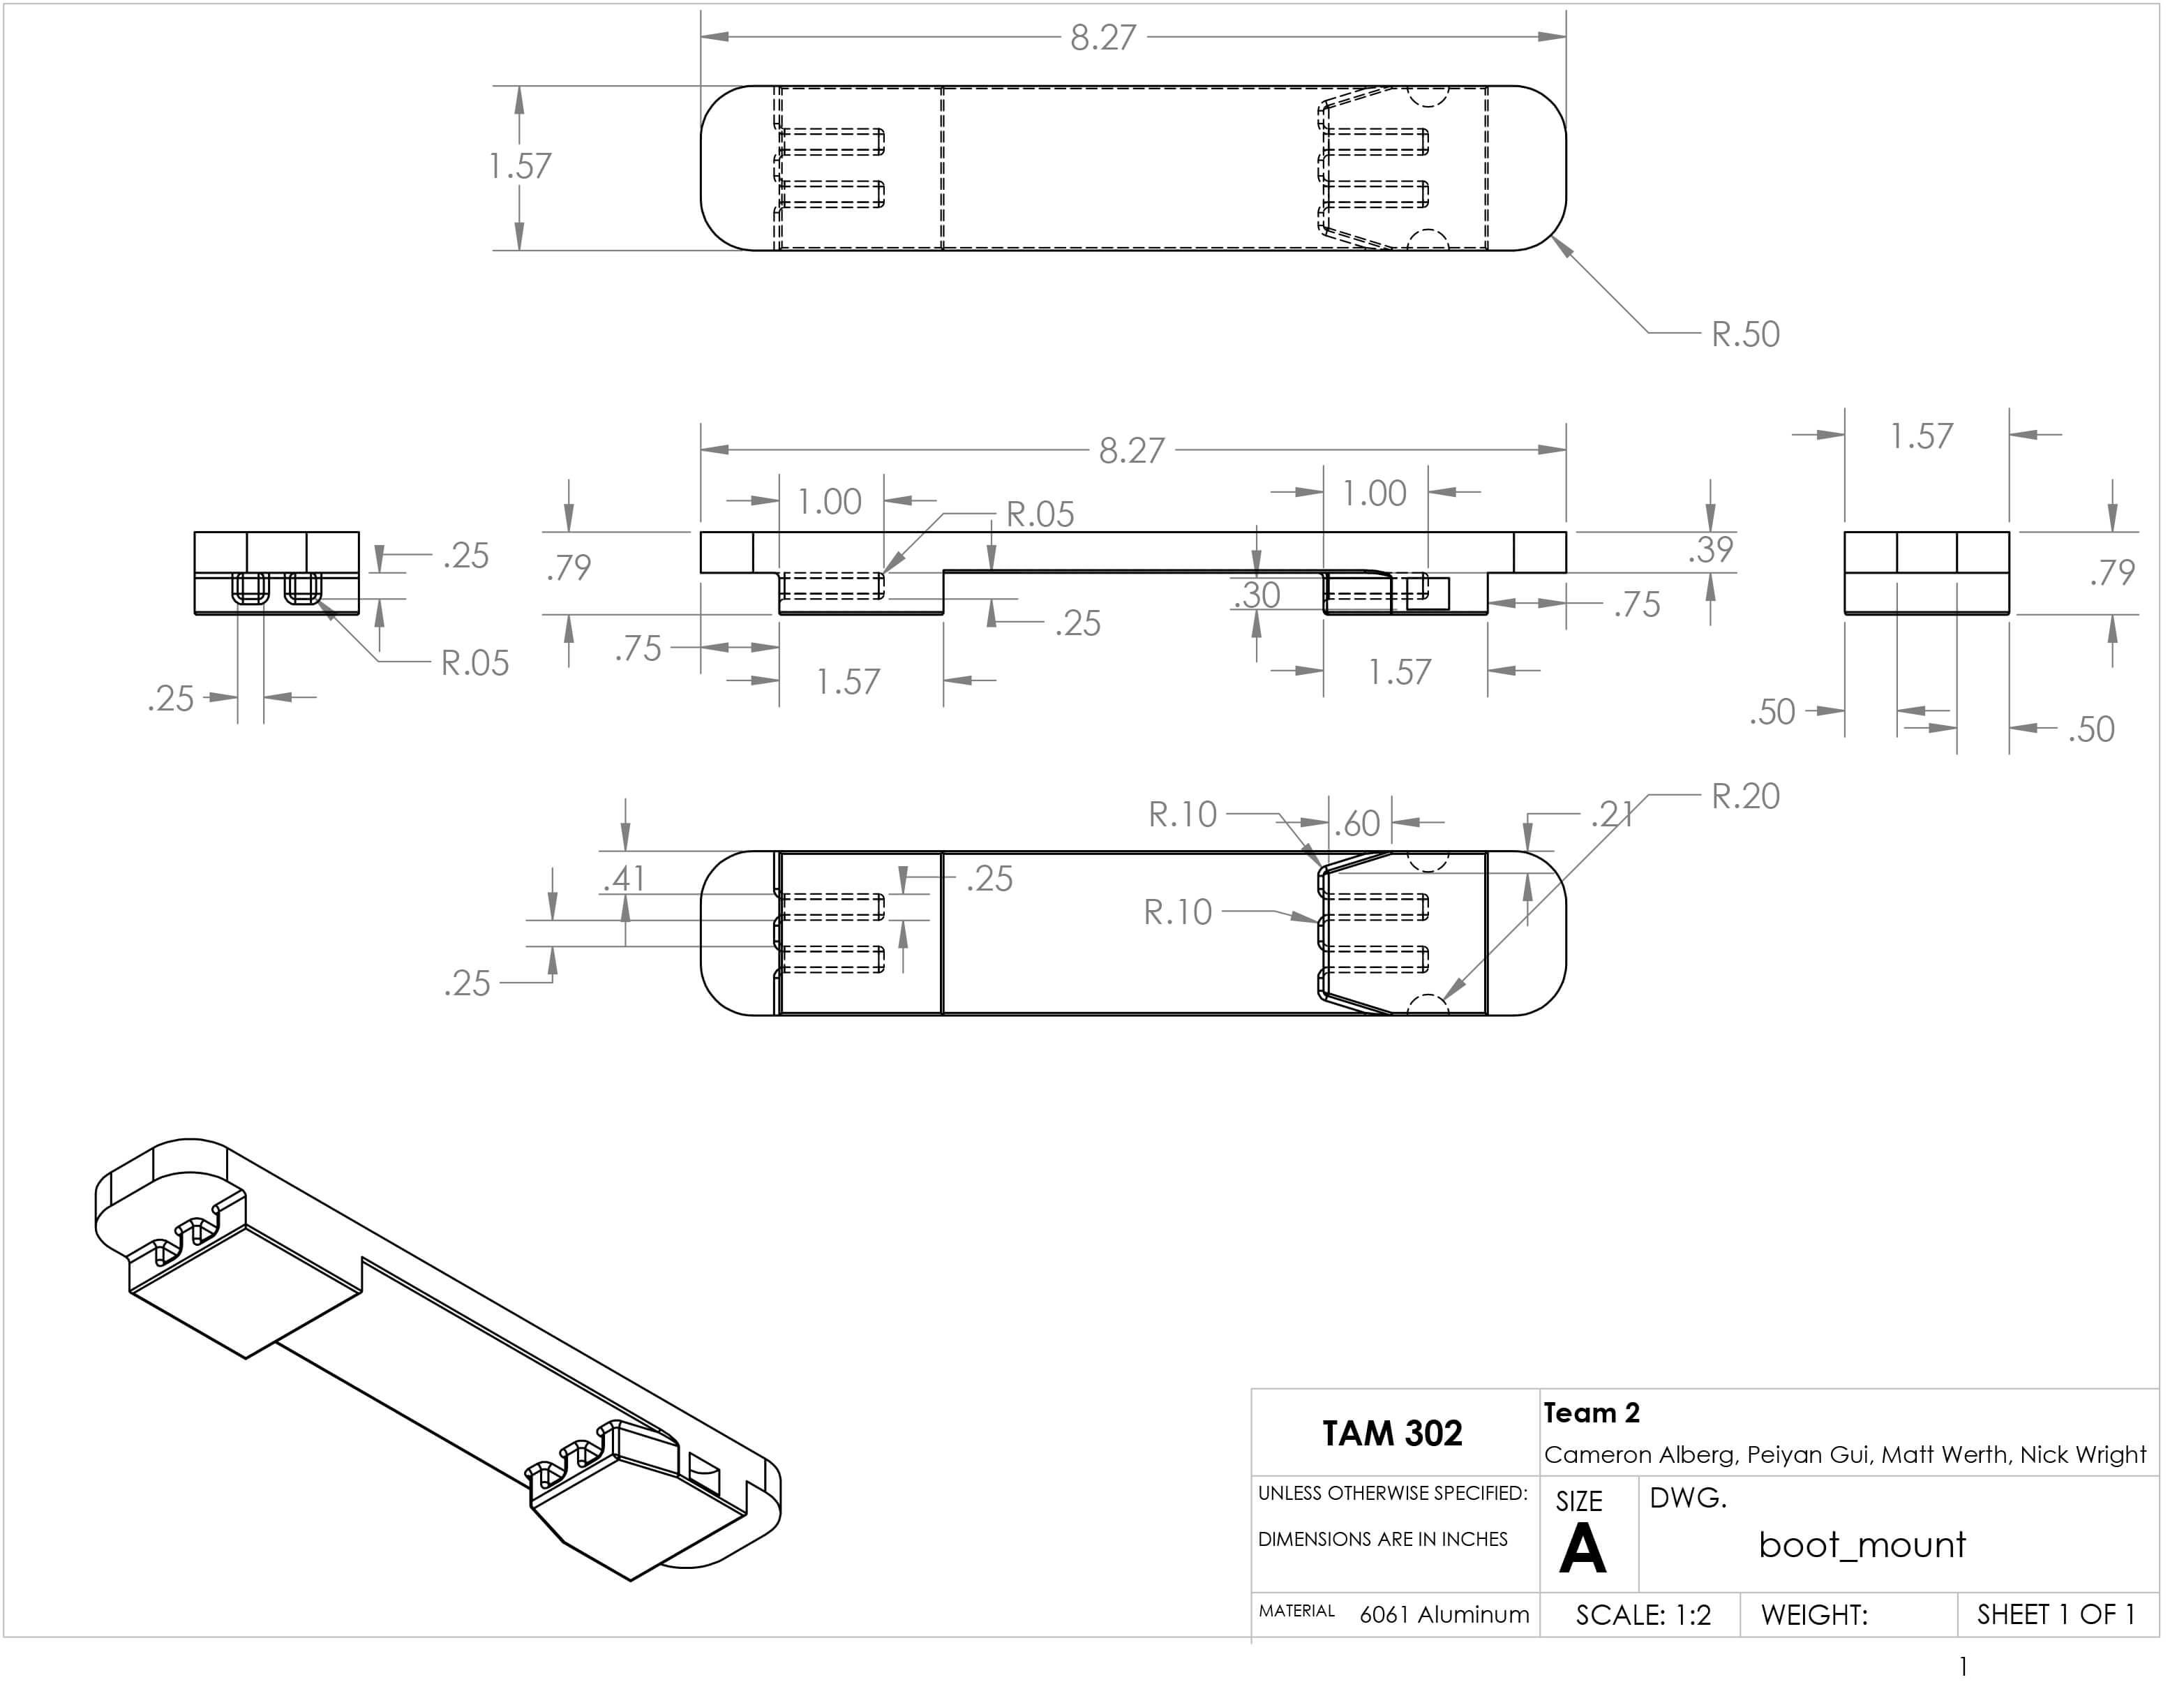 8.27
1.57
R.50
8.27
1.57
1.00
1.00
R.05
.25
.79
.39
.30
.79
.75
.25
R.05
.75
1.57
1.57
.25
.50
.50
R.10
.60
.21
R.20
.41
.25
R.10
.25
TAM 302
Team 2
Cameron Alberg, Peiyan Gui, Matt Werth, Nick Wright
UNLESS OTHERWISE SPECIFIED:
DIMENSIONS ARE IN INCHES
SIZE
A
DWG.
boot_mount
MATERIAL 6061 Aluminum
SCALE: 1:2
WEIGHT:
SHEET 1 OF 1
1